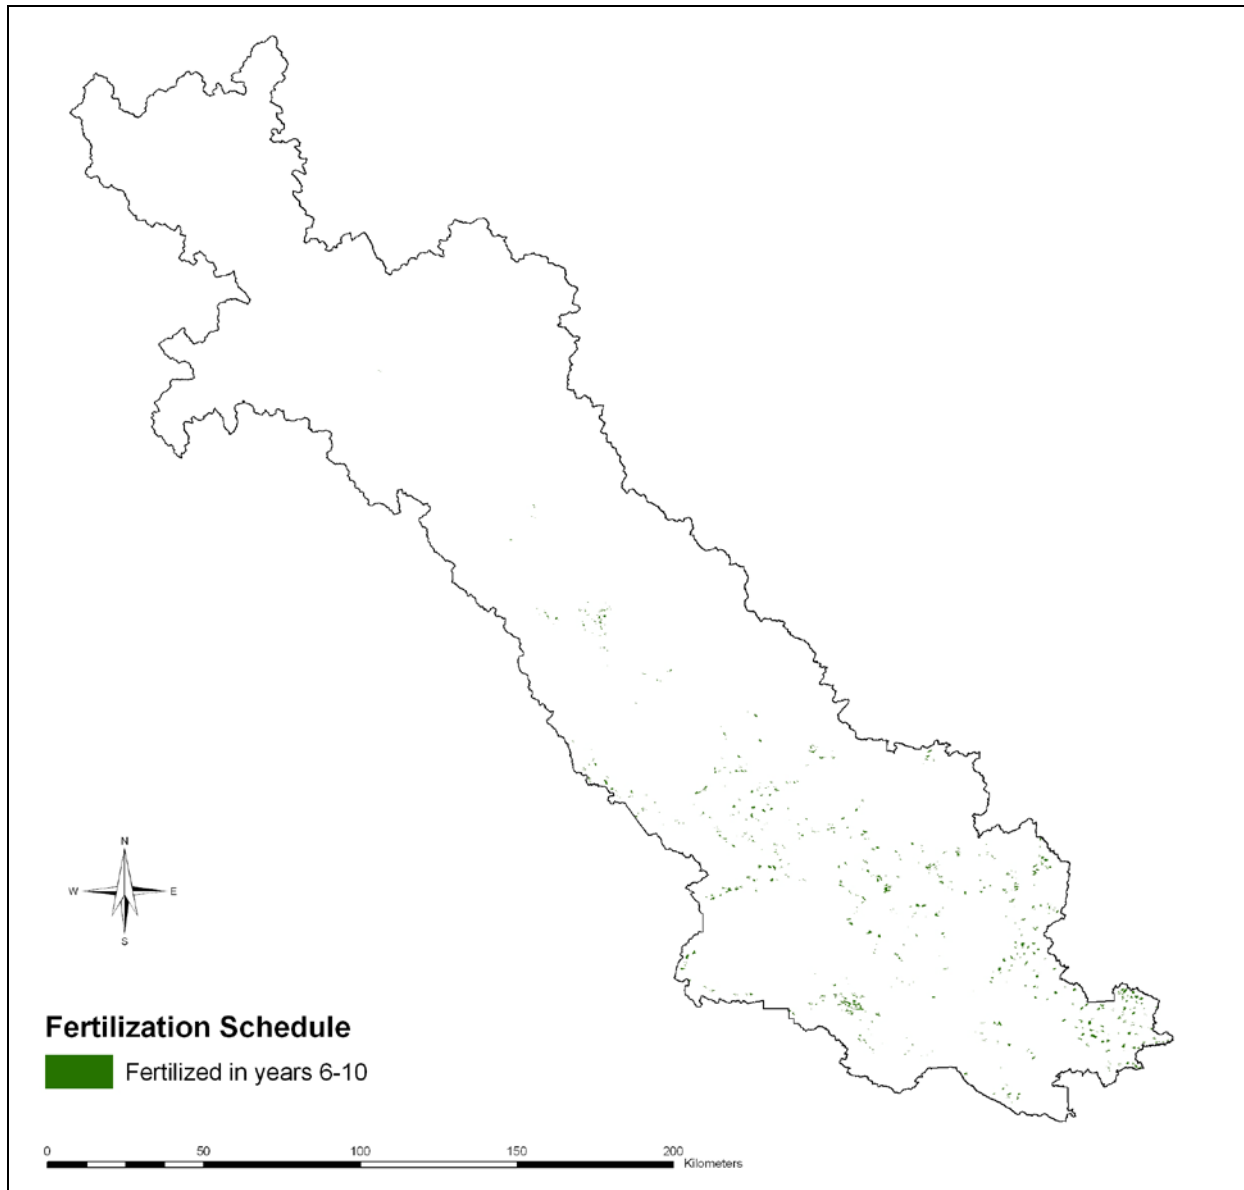 N
W E
S
Fertilization Schedule
Fertilized in years 6-10
0 50 100 150 200
Kilometers